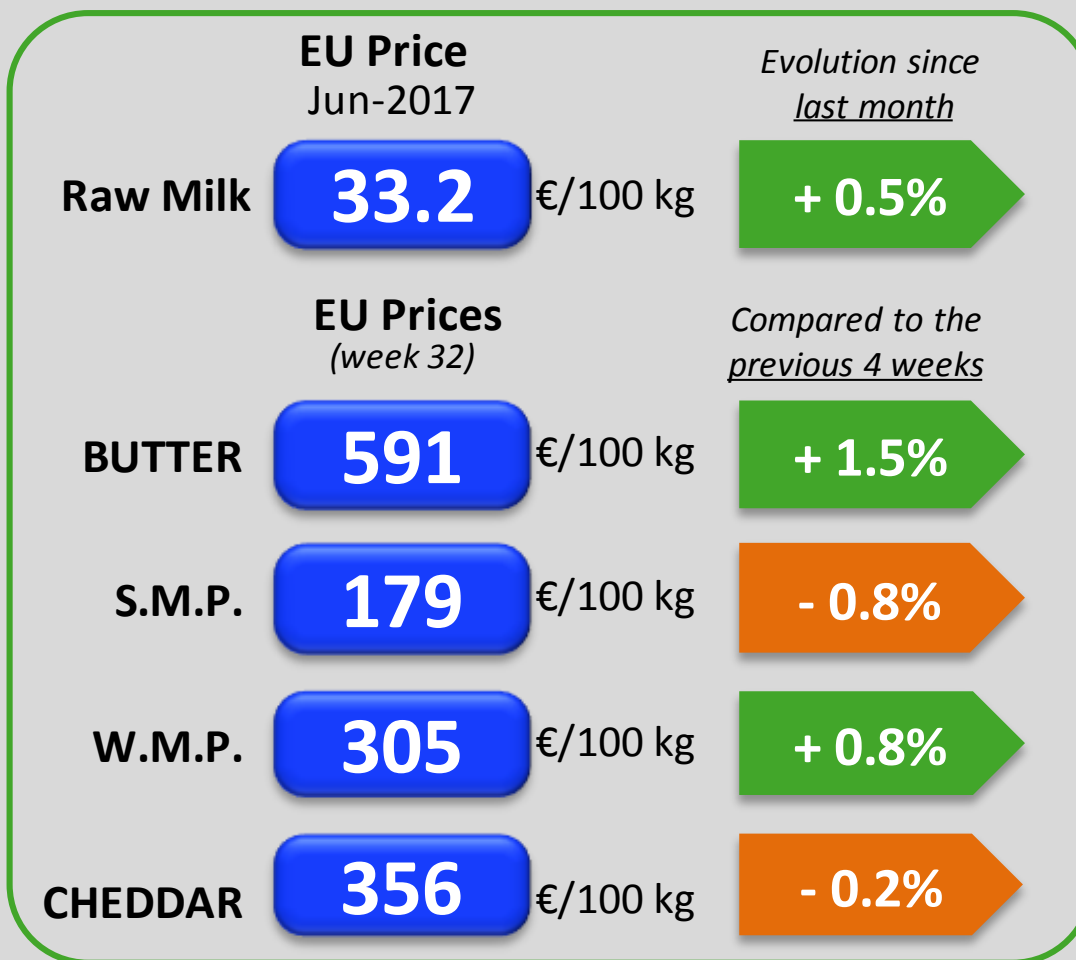 EU Price
Jun-2017
Evolution since
last month
Raw Milk 33.2 €/100 kg + 0.5%
EU Prices
(week 32)
Compared to the
previous 4 weeks
BUTTER 591 €/100 kg + 1.5%
S.M.P. 179 €/100 kg - 0.8%
W.M.P. 305 €/100 kg + 0.8%
CHEDDAR 356 €/100 kg - 0.2%